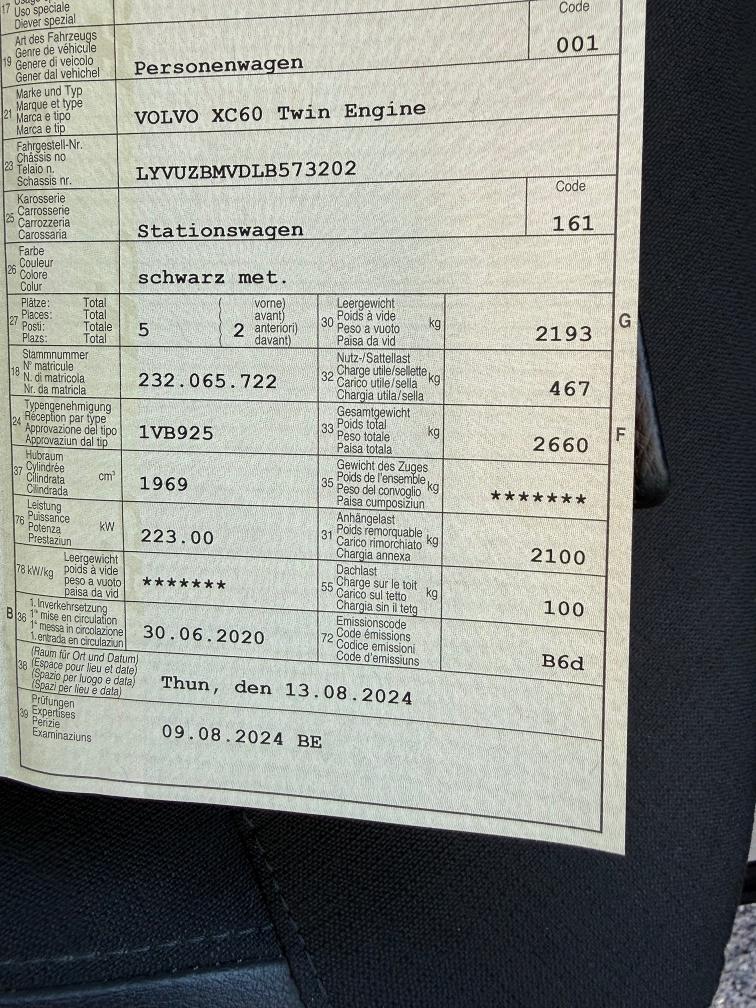 17 Uso speciale
Diever spezial
Code
19 Art des Fahrzeugs
Genre de véhicule
Genere di veicolo
Gener dal vehichel
Personenwagen
001
21 Marke und Typ
Marque et type
Marca e tipo
Marca e tip
VOLVO XC60 Twin Engine
23 Fahrgestell-Nr.
Châssis no
Telaio n.
Schassis nr.
LYVUZBMVDLB573202
25 Karosserie
Carrosserie
Carrozzeria
Carossaria
Stationswagen
Code
161
26 Farbe
Couleur
Colore
Colur
schwarz met.
27 Plätze: Total
Places: Total
Posti: Totale
Plazs: Total
5
2
vorne)
avant)
anteriori)
davant)
30 Leergewicht
Poids à vide
Peso a vuoto
Paisa da vid
kg
2193
G
18 Stammnummer
N° matricule
N. di matricola
Nr. da matricla
232.065.722
32 Nutz-/Sattellast
Charge utile/sellette
Carico utile/sella
Chargia utila/sella
kg
467
24 Typengenehmigung
Réception par type
Approvazione del tipo
Approvaziun dal tip
1VB925
33 Gesamtgewicht
Poids total
Peso totale
Paisa totala
kg
2660
F
37 Hubraum
Cylindrée
Cilindrata
Cilindrada
cm³
1969
35 Gewicht des Zuges
Poids de l'ensemble
Peso del convoglio
Paisa cumposiziun
kg
*******
76 Leistung
Puissance
Potenza
Prestaziun
kW
223.00
31 Anhängelast
Poids remorquable
Carico rimorchiato
Chargia annexa
kg
2100
78 kW/kg
Leergewicht
poids à vide
peso a vuoto
paisa da vid
*******
55 Dachlast
Charge sur le toit
Carico sul tetto
Chargia sin il tetg
kg
100
B 36 1. Inverkehrsetzung
1re mise en circulation
1a messa in circolazione
1. entrada en circulaziun
30.06.2020
72 Emissionscode
Code émissions
Codice emissioni
Code d'emissiuns
B6d
38 (Raum für Ort und Datum)
(Espace pour lieu et date)
(Spazio per luogo e data)
(Spazi per lieu e data)
Thun, den 13.08.2024
39 Prüfungen
Expertises
Perizie
Examinaziuns
09.08.2024 BE